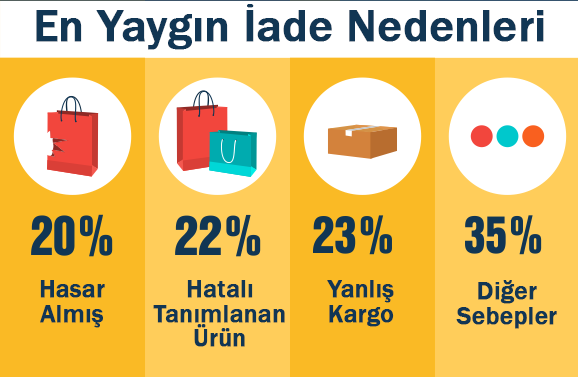 En Yaygın İade Nedenleri
20%
Hasar
Almış
22%
Hatalı
Tanımlanan
Ürün
23%
Yanlış
Kargo
35%
Diğer
Sebepler